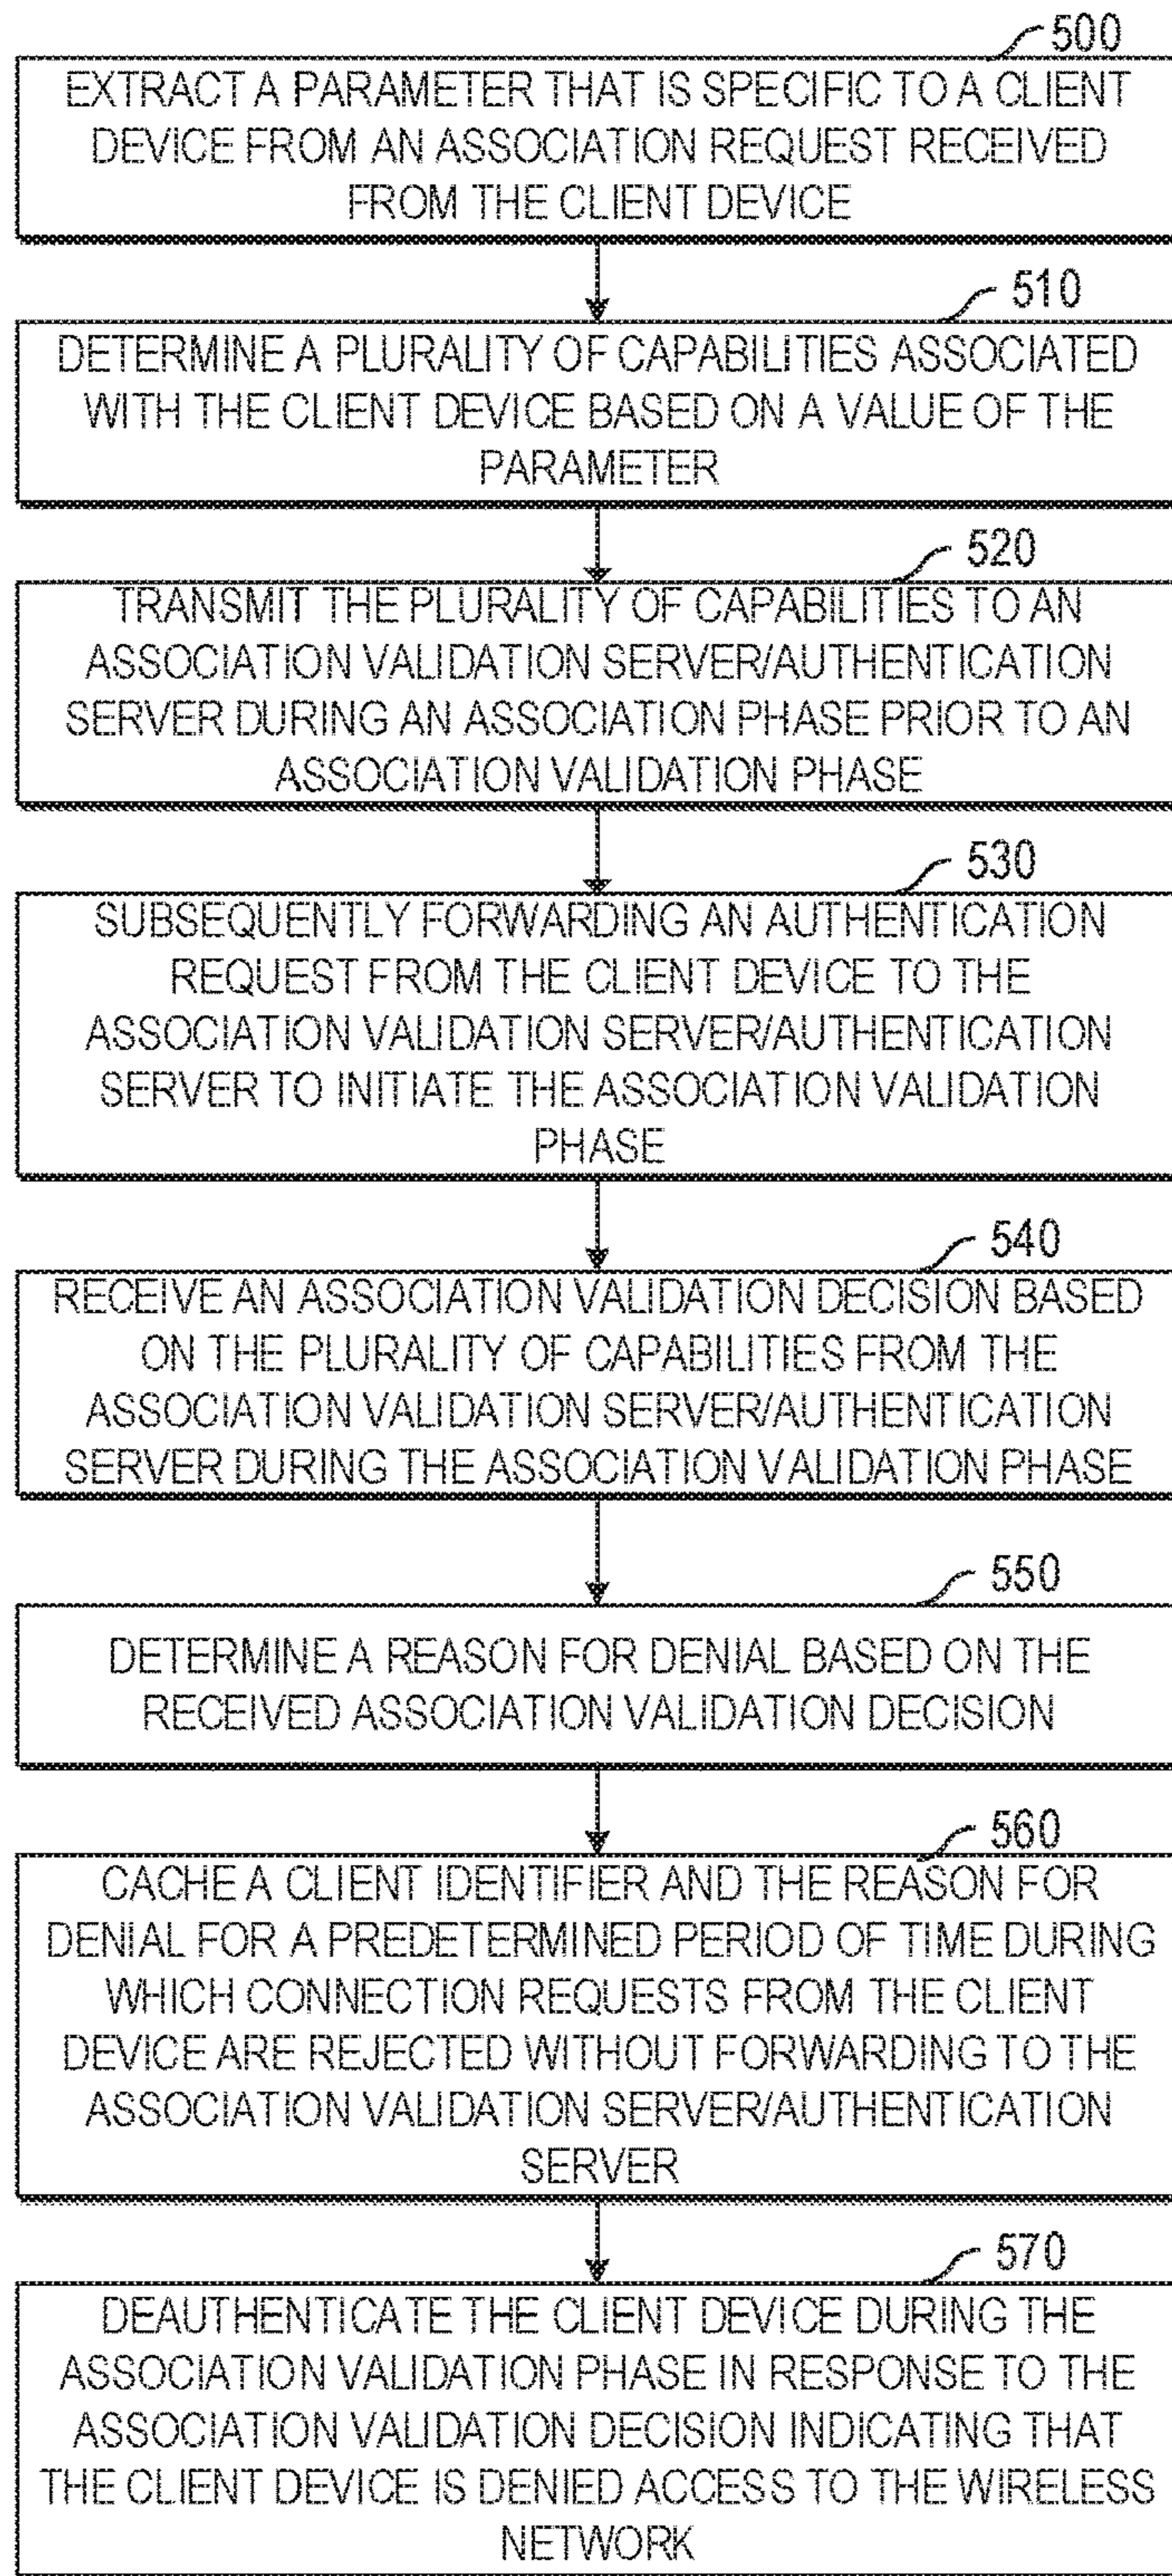 500
EXTRACT A PARAMETER THAT IS SPECIFIC TO A CLIENT
DEVICE FROM AN ASSOCIATION REQUEST RECEIVED
FROM THE CLIENT DEVICE
510
DETERMINE A PLURALITY OF CAPABILITIES ASSOCIATED
WITH THE CLIENT DEVICE BASED ON A VALUE OF THE
PARAMETER
520
TRANSMIT THE PLURALITY OF CAPABILITIES TO AN
ASSOCIATION VALIDATION SERVER/AUTHENTICATION
SERVER DURING AN ASSOCIATION PHASE PRIOR TO AN
ASSOCIATION VALIDATION PHASE
530
SUBSEQUENTLY FORWARDING AN AUTHENTICATION
REQUEST FROM THE CLIENT DEVICE TO THE
ASSOCIATION VALIDATION SERVER/AUTHENTICATION
SERVER TO INITIATE THE ASSOCIATION VALIDATION
PHASE
540
RECEIVE AN ASSOCIATION VALIDATION DECISION BASED
ON THE PLURALITY OF CAPABILITIES FROM THE
ASSOCIATION VALIDATION SERVER/AUTHENTICATION
SERVER DURING THE ASSOCIATION VALIDATION PHASE
550
DETERMINE A REASON FOR DENIAL BASED ON THE
RECEIVED ASSOCIATION VALIDATION DECISION
560
CACHE A CLIENT IDENTIFIER AND THE REASON FOR
DENIAL FOR A PREDETERMINED PERIOD OF TIME DURING
WHICH CONNECTION REQUESTS FROM THE CLIENT
DEVICE ARE REJECTED WITHOUT FORWARDING TO THE
ASSOCIATION VALIDATION SERVER/AUTHENTICATION
SERVER
570
DEAUTHENTICATE THE CLIENT DEVICE DURING THE
ASSOCIATION VALIDATION PHASE IN RESPONSE TO THE
ASSOCIATION VALIDATION DECISION INDICATING THAT
THE CLIENT DEVICE IS DENIED ACCESS TO THE WIRELESS
NETWORK